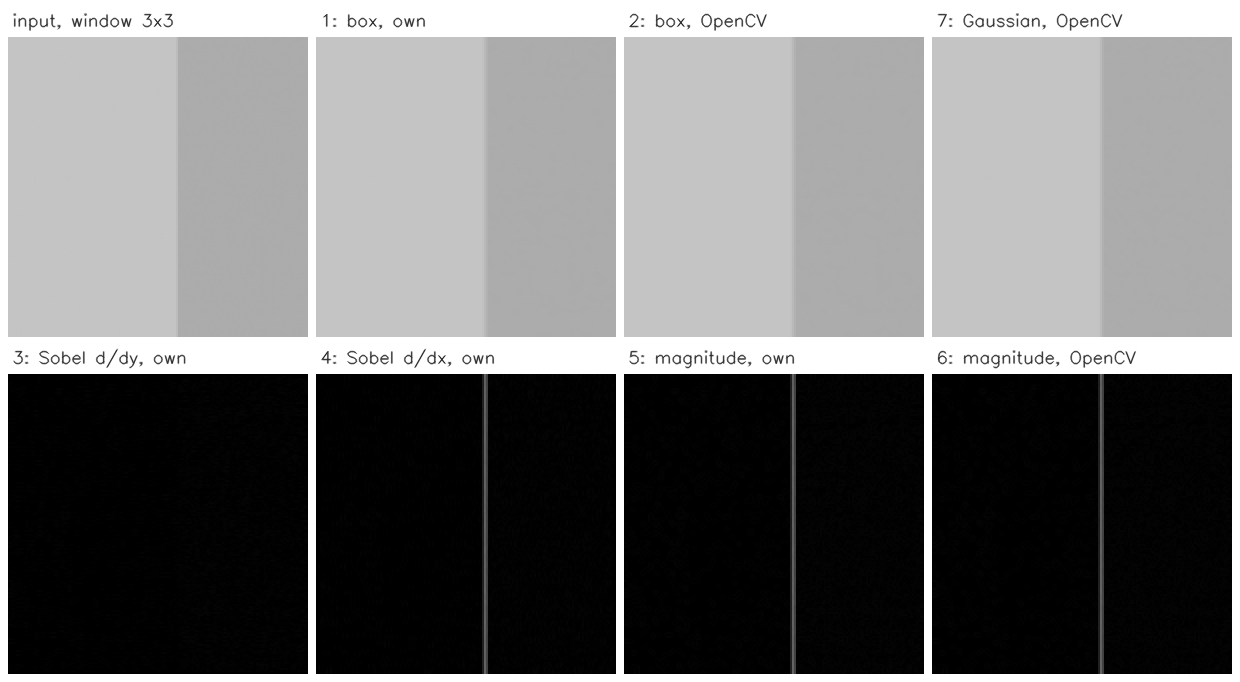 input, window 3x3
1: box, own
2: box, OpenCV
7: Gaussian, OpenCV
3: Sobel d/dy, own
4: Sobel d/dx, own
5: magnitude, own
6: magnitude, OpenCV